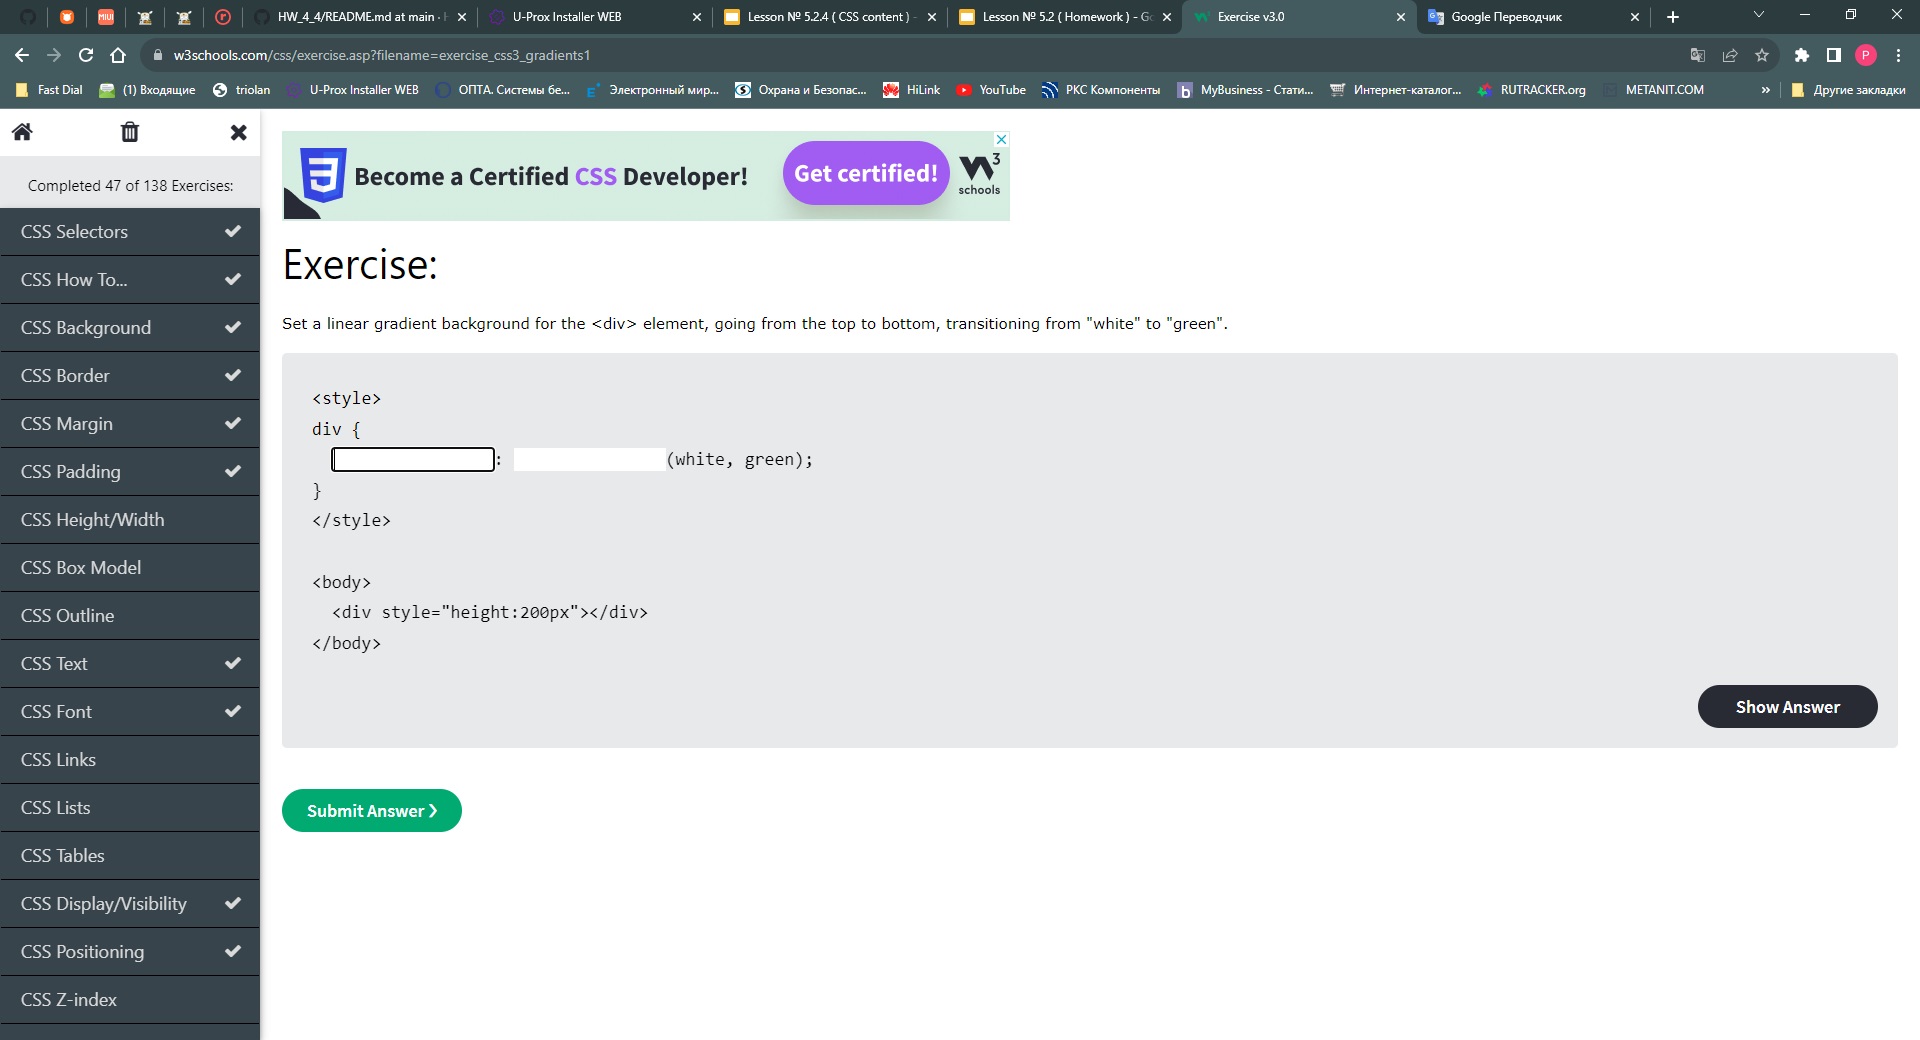 HW_4_4/README.md at main ·
U-Prox Installer WEB
Lesson № 5.2.4 ( CSS content ) -
Lesson № 5.2 ( Homework ) - Go
Exercise v3.0
Google Переводчик
w3schools.com/css/exercise.asp?filename=exercise_css3_gradients1
P
Fast Dial
(1) Входящие
triolan
U-Prox Installer WEB
ОПТА. Системы бе...
Электронный мир...
Охрана и Безопас...
HiLink
YouTube
РКС Компоненты
MyBusiness - Стати...
Интернет-каталог...
RUTRACKER.org
METANIT.COM
»
Другие закладки
Completed 47 of 138 Exercises:
CSS Selectors
CSS How To...
CSS Background
CSS Border
CSS Margin
CSS Padding
CSS Height/Width
CSS Box Model
CSS Outline
CSS Text
CSS Font
CSS Links
CSS Lists
CSS Tables
CSS Display/Visibility
CSS Positioning
CSS Z-index
3
Become a Certified CSS Developer!
Get certified!
W3
schools
Exercise:
Set a linear gradient background for the <div> element, going from the top to bottom, transitioning from "white" to "green".
<style>
div {
: (white, green);
}
</style>
<body>
<div style="height:200px"></div>
</body>
Show Answer
Submit Answer ❯